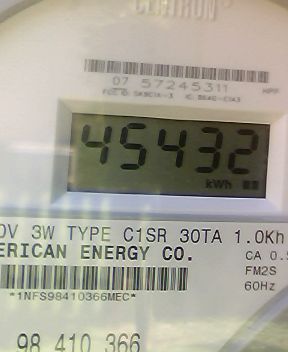 CENTRON
07 57245311
45432
kWh
0V 3W TYPE C1SR 30TA 1.0Kh
ERICAN ENERGY CO.
CA 0.5
FM2S
60Hz
*1NFS98410366MEC*
98 410 366